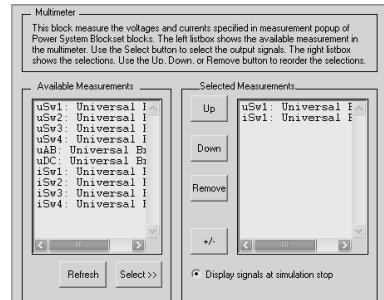 Multimeter
This block measure the voltages and currents specified in measurement popup of
Power System Blockset blocks. The left listbox shows the available measurement in
the multimeter. Use the Select button to select the output signals. The right listbox
shows the selections. Use the Up, Down, or Remove button to reorder the selections.
Available Measurements
uSw1: Universal
uSw2: Universal
uSw3: Universal
uSw4: Universal
uAB: Universal Br
uDC: Universal Br
iSw1: Universal
iSw2: Universal
iSw3: Universal
iSw4: Universal
Refresh
Select >>
Selected Measurements
Up
Down
Remove
+/-
uSw1: Universal
iSw1: Universal
Display signals at simulation stop